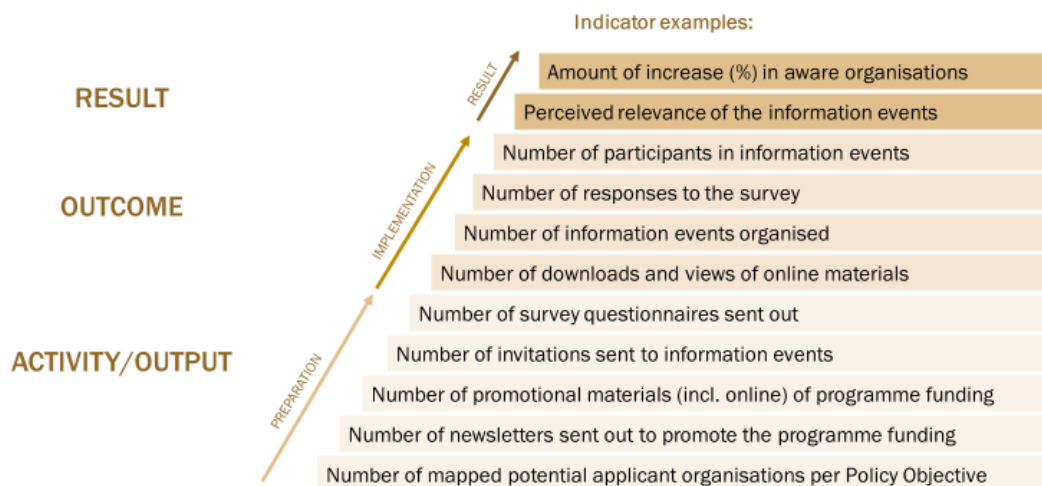 Indicator examples:
RESULT
RESULT
Amount of increase (%) in aware organisations
Perceived relevance of the information events
OUTCOME
IMPLEMENTATION
Number of participants in information events
Number of responses to the survey
Number of information events organised
Number of downloads and views of online materials
ACTIVITY/OUTPUT
PREPARATION
Number of survey questionnaires sent out
Number of invitations sent to information events
Number of promotional materials (incl. online) of programme funding
Number of newsletters sent out to promote the programme funding
Number of mapped potential applicant organisations per Policy Objective